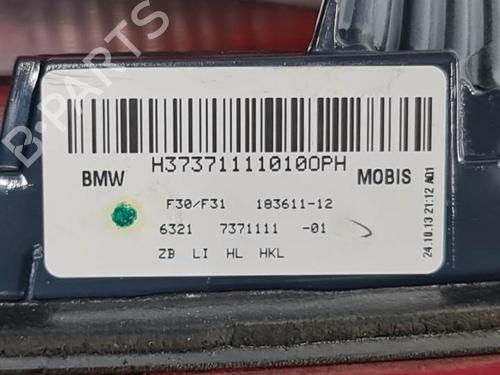 B-PARTS
H37371111010OPH
BMW
MOBIS
F30/F31 183611-12
6321 7371111 -01
ZB LI HL HKL
24.10.13 21:12 A01